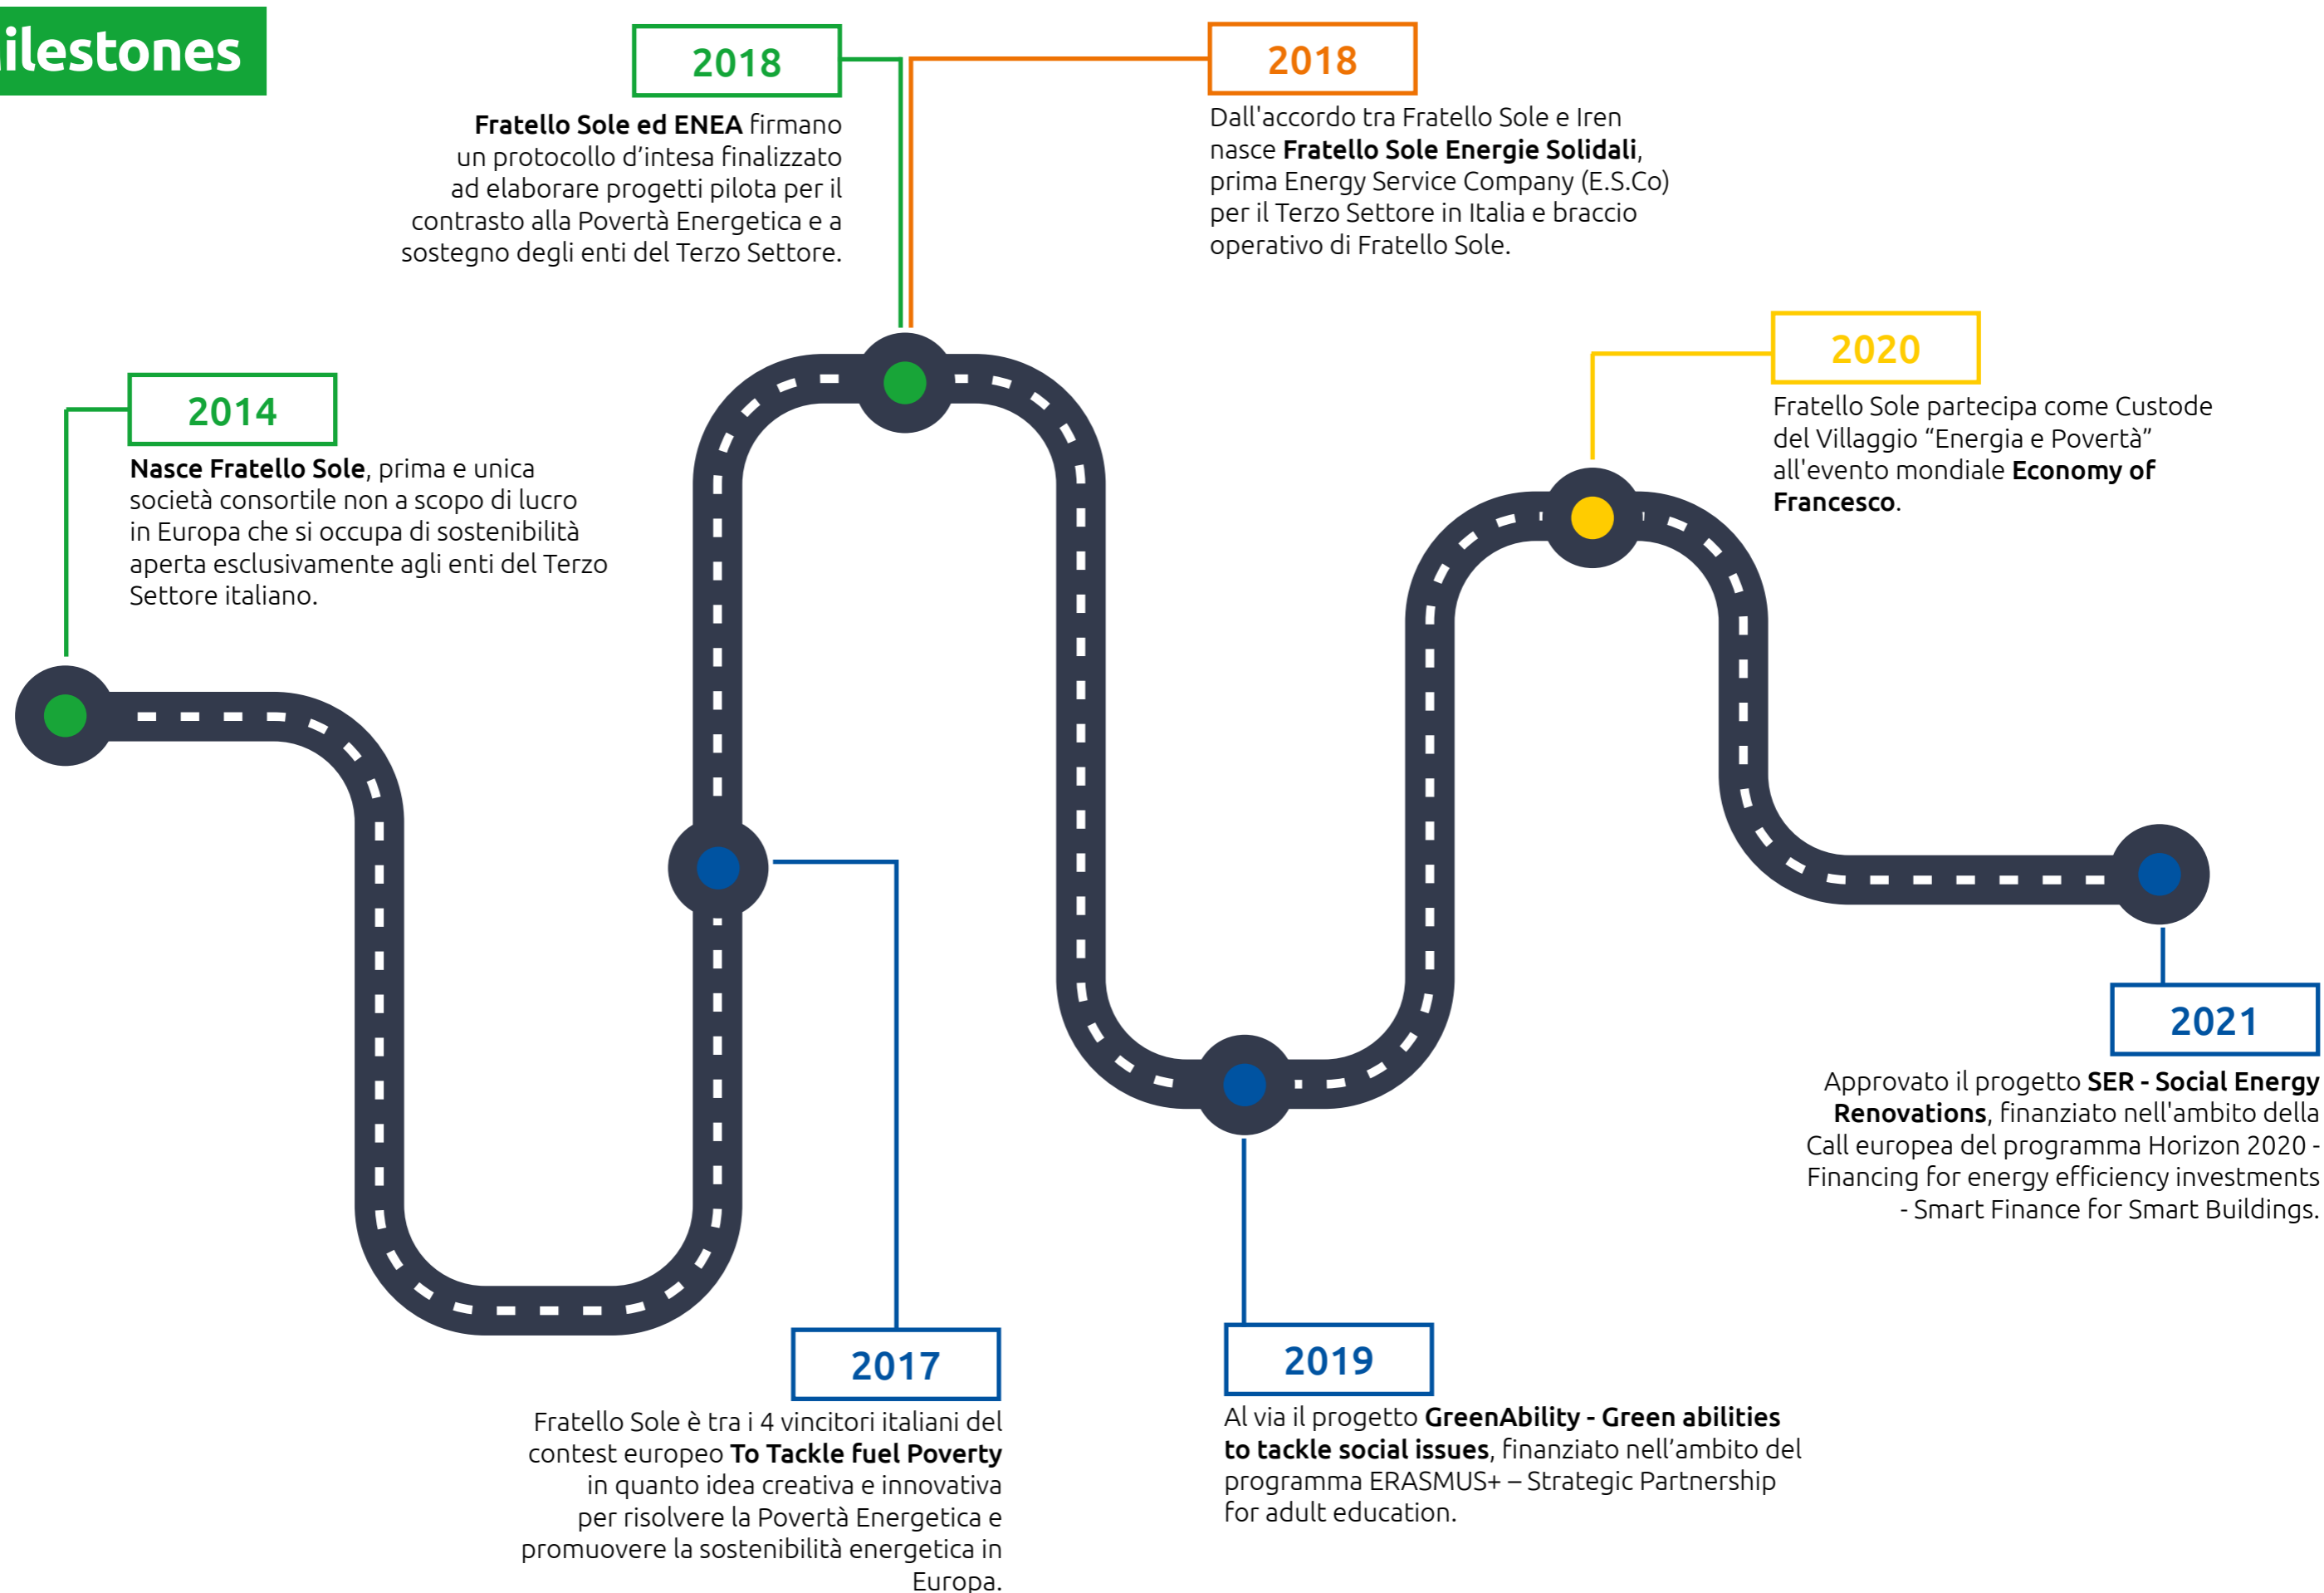 ilestones
2018
Fratello Sole ed ENEA firmano
un protocollo d’intesa finalizzato
ad elaborare progetti pilota per il
contrasto alla Povertà Energetica e a
sostegno degli enti del Terzo Settore.
2018
Dall'accordo tra Fratello Sole e Iren
nasce Fratello Sole Energie Solidali,
prima Energy Service Company (E.S.Co)
per il Terzo Settore in Italia e braccio
operativo di Fratello Sole.
2020
Fratello Sole partecipa come Custode
del Villaggio “Energia e Povertà”
all'evento mondiale Economy of
Francesco.
2014
Nasce Fratello Sole, prima e unica
società consortile non a scopo di lucro
in Europa che si occupa di sostenibilità
aperta esclusivamente agli enti del Terzo
Settore italiano.
2021
Approvato il progetto SER - Social Energy
Renovations, finanziato nell'ambito della
Call europea del programma Horizon 2020 -
Financing for energy efficiency investments
- Smart Finance for Smart Buildings.
2017
Fratello Sole è tra i 4 vincitori italiani del
contest europeo To Tackle fuel Poverty
in quanto idea creativa e innovativa
per risolvere la Povertà Energetica e
promuovere la sostenibilità energetica in
Europa.
2019
Al via il progetto GreenAbility - Green abilities
to tackle social issues, finanziato nell’ambito del
programma ERASMUS+ – Strategic Partnership
for adult education.